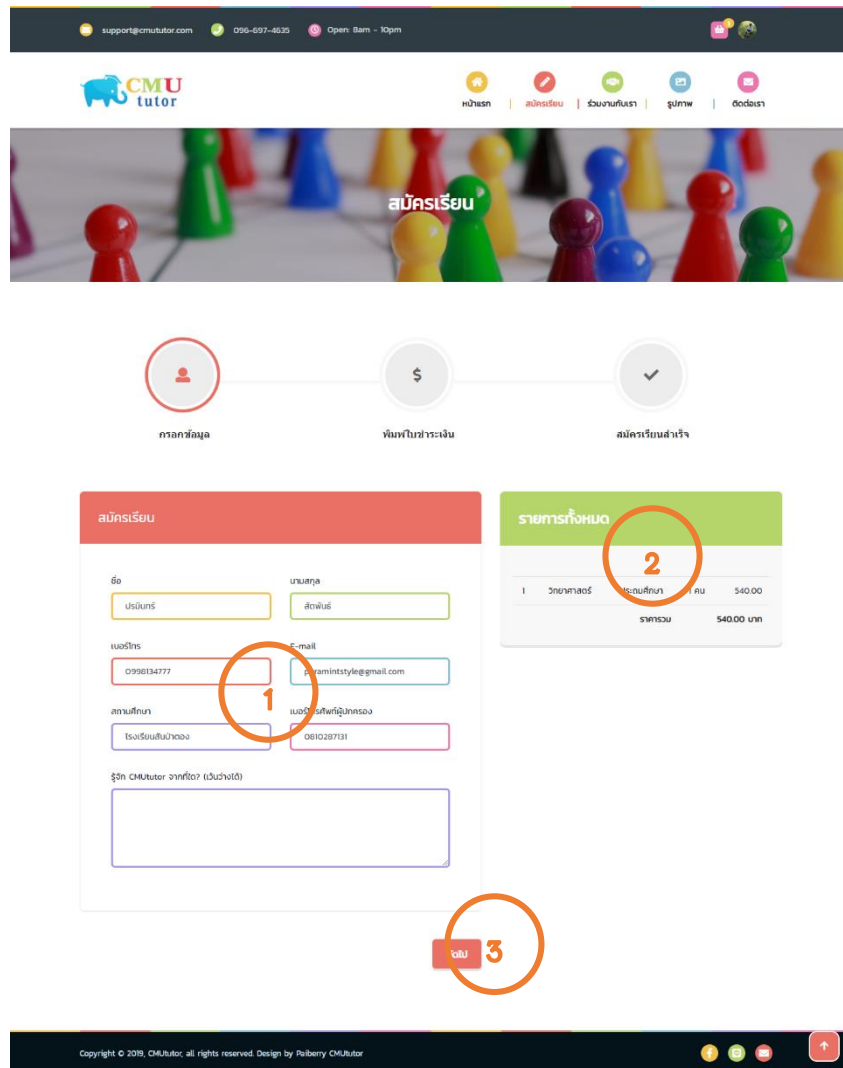 support@cmututor.com 096-697-4635 Open: 8am - 10pm 1
CMU
tutor
หน้าแรก | สมัครเรียน | ร่วมงานกับเรา | รูปภาพ | ติดต่อเรา
สมัครเรียน
$
กรอกข้อมูล พิมพ์ใบชำระเงิน สมัครเรียนสำเร็จ
สมัครเรียน
ชื่อ นามสกุล
ปรมินทร์ สัตพันธ์
เบอร์โทร E-mail
0998134777 paramintstyle@gmail.com
1
สถานศึกษา เบอร์โทรศัพท์ผู้ปกครอง
โรงเรียนสันป่าตอง 0810287131
รู้จัก CMUtutor จากที่ใด? (เว้นว่างได้)
รายการทั้งหมด
2
1 วิทยาศาสตร์ ประถมศึกษา 1 คน 540.00
ราคารวม 540.00 บาท
ถัดไป 3
Copyright © 2019, CMUtutor, all rights reserved. Design by Paiberry CMUtutor